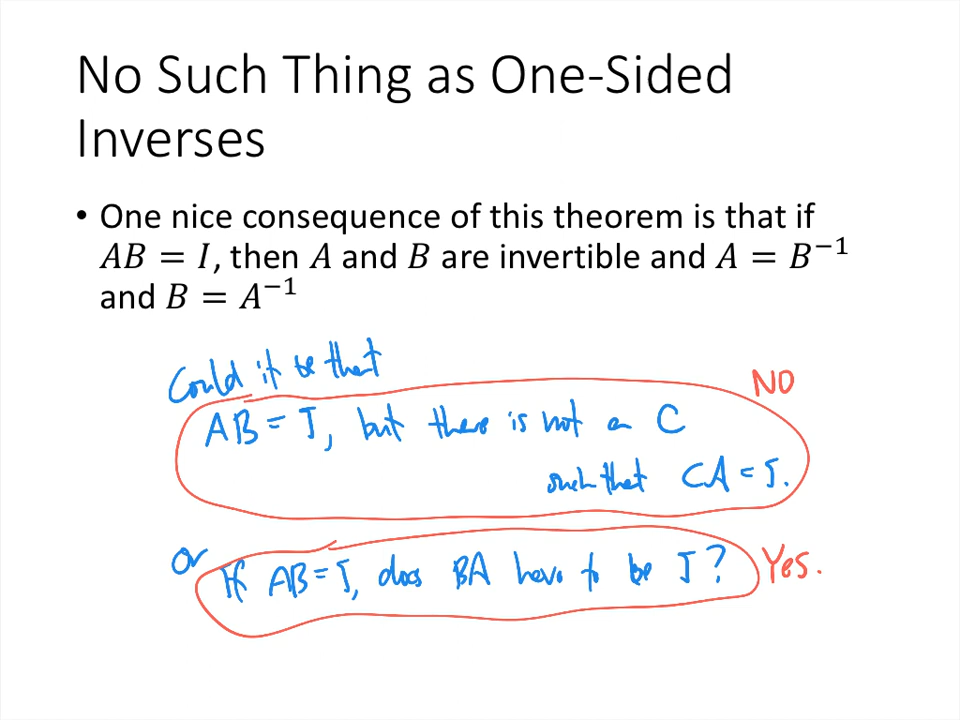 No Such Thing as One-Sided
Inverses
• One nice consequence of this theorem is that if
AB = I, then A and B are invertible and A = B⁻¹
and B = A⁻¹
Could it be that
NO
AB = I, but there is not a C
such that CA = I.
or
If AB = I, does BA have to be I?
Yes.